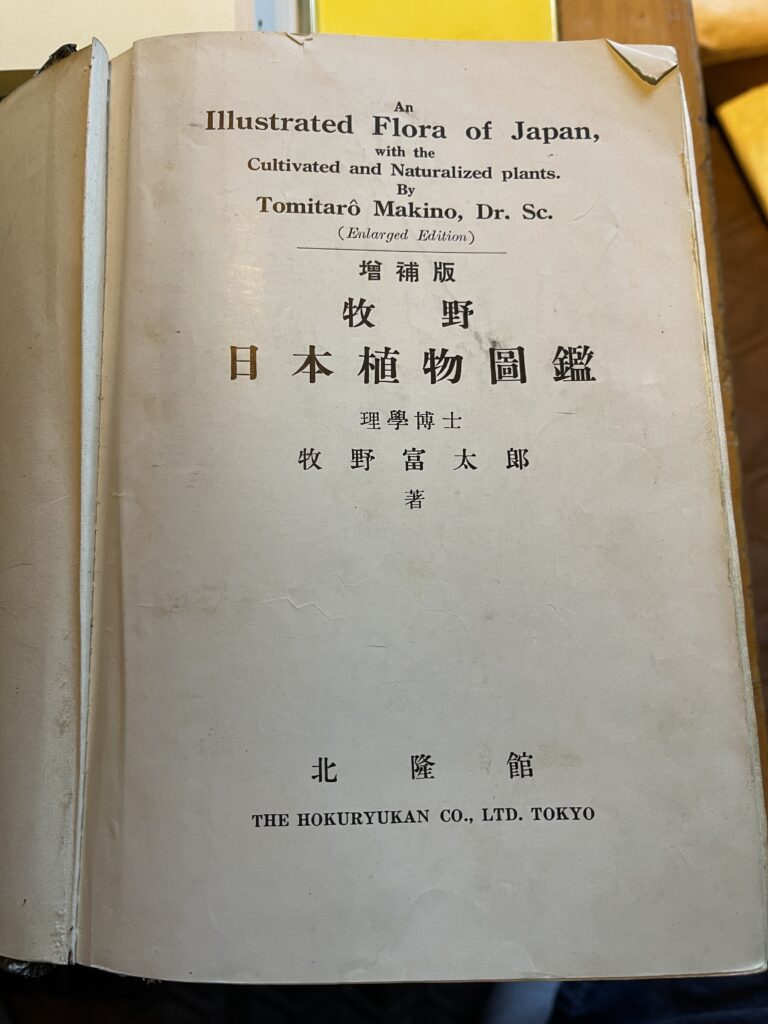 An
Illustrated Flora of Japan,
with the
Cultivated and Naturalized plants.
By
Tomitarô Makino, Dr. Sc.
(Enlarged Edition)
增補版
牧野
日本植物圖鑑
理學博士
牧野富太郎
著
北隆館
THE HOKURYUKAN CO., LTD. TOKYO